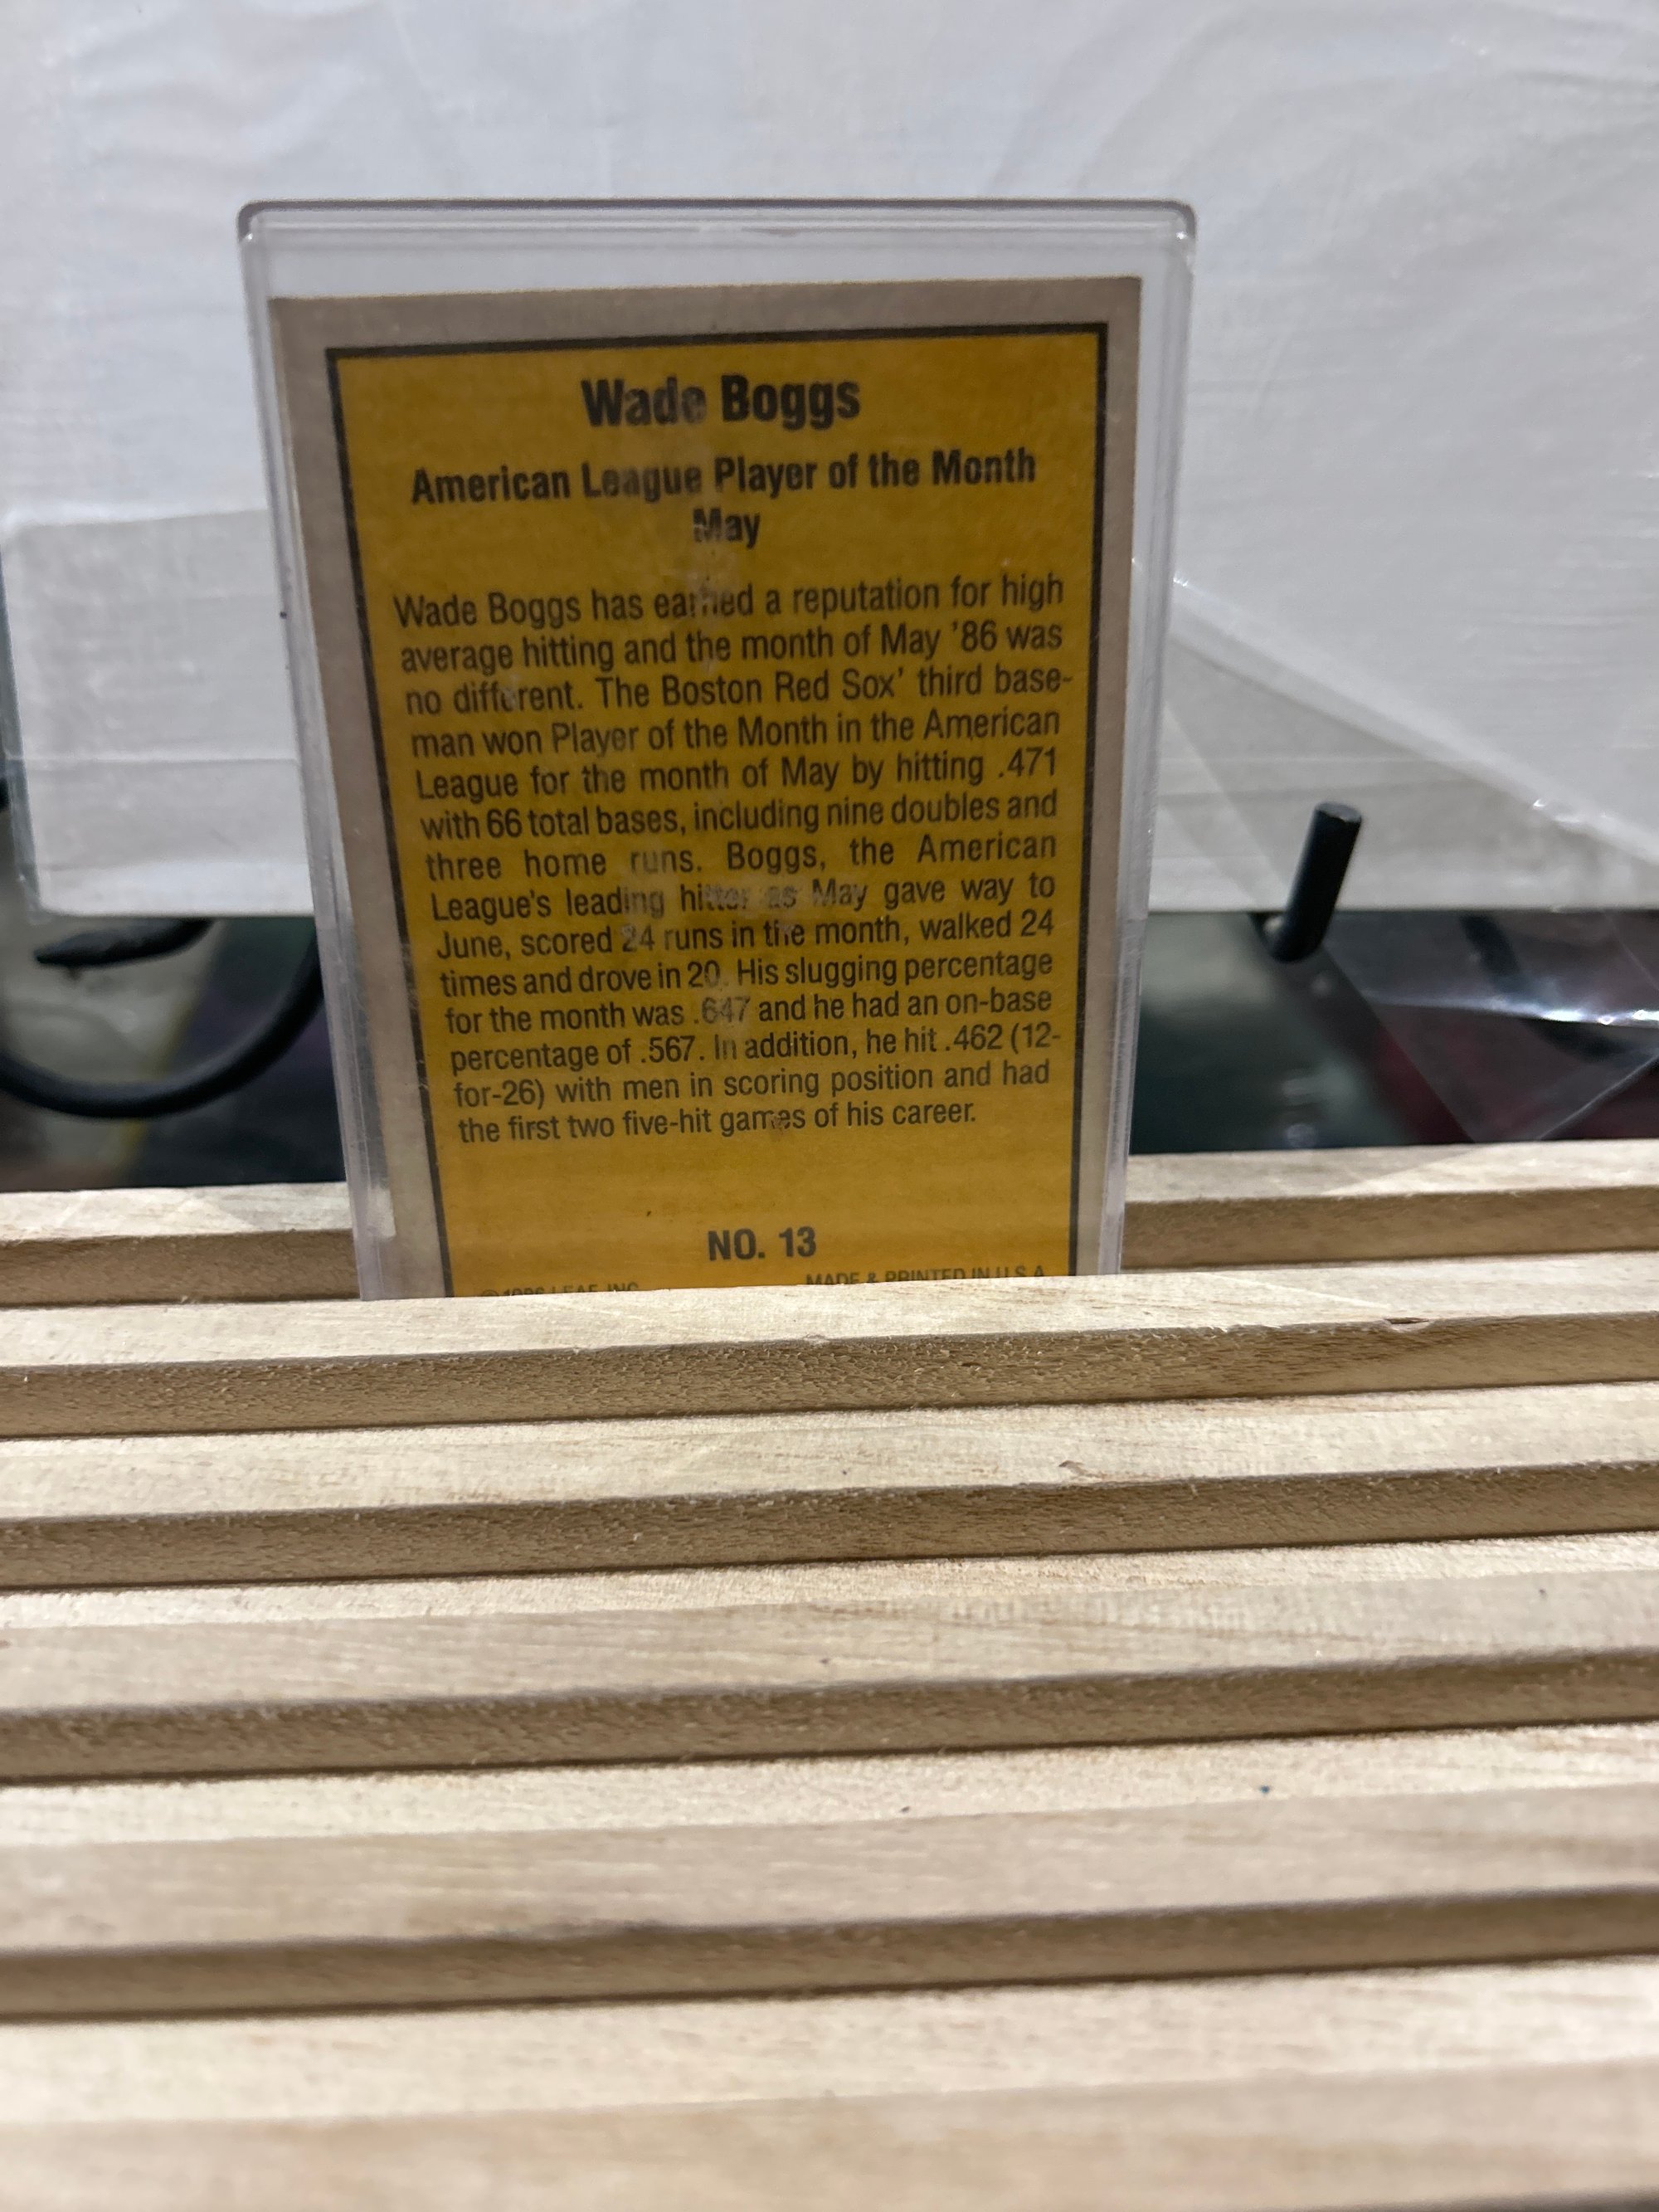 Wade Boggs
American League Player of the Month
May
Wade Boggs has earned a reputation for high
average hitting and the month of May ’86 was
no different. The Boston Red Sox’ third base-
man won Player of the Month in the American
League for the month of May by hitting .471
with 66 total bases, including nine doubles and
three home runs. Boggs, the American
League’s leading hitter as May gave way to
June, scored 24 runs in the month, walked 24
times and drove in 20. His slugging percentage
for the month was .647 and he had an on-base
percentage of .567. In addition, he hit .462 (12-
for-26) with men in scoring position and had
the first two five-hit games of his career.
NO. 13
©1986 LEAF, INC. MADE & PRINTED IN U.S.A.